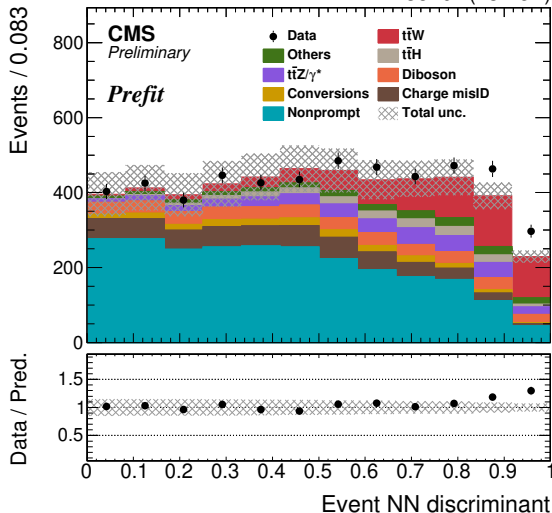 CMS
Preliminary
Prefit
Data
Others
tt̄Z/γ*
Conversions
Nonprompt
tt̄W
tt̄H
Diboson
Charge misID
Total unc.
Events / 0.083
800
600
400
200
0
Data / Pred.
1.5
1
0.5
0 0.1 0.2 0.3 0.4 0.5 0.6 0.7 0.8 0.9 1
Event NN discriminant